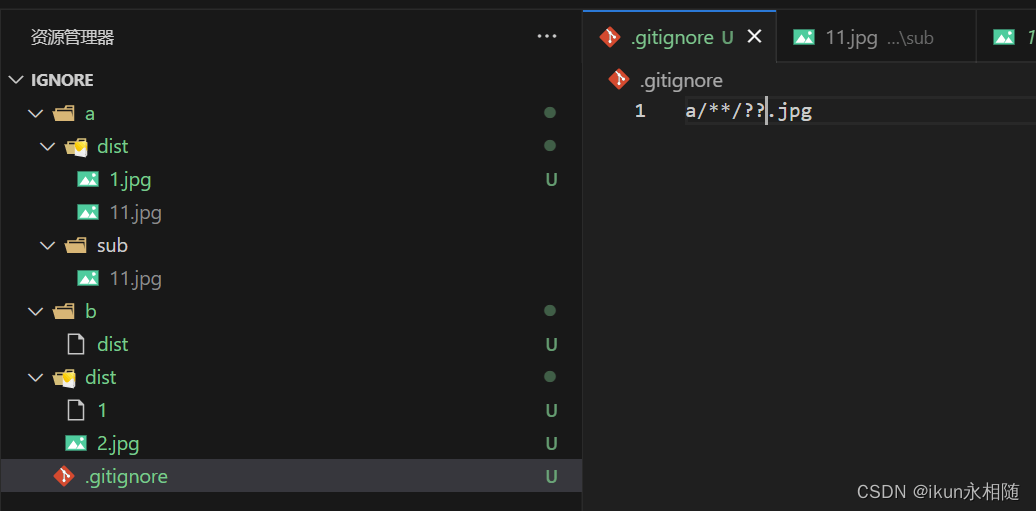 资源管理器 ...
IGNORE
a
dist
1.jpg U
11.jpg
sub
11.jpg
b
dist U
dist
1 U
2.jpg U
.gitignore U
.gitignore U 11.jpg ...\sub 1
.gitignore
1 a/**/??.jpg
CSDN @ikun永相随